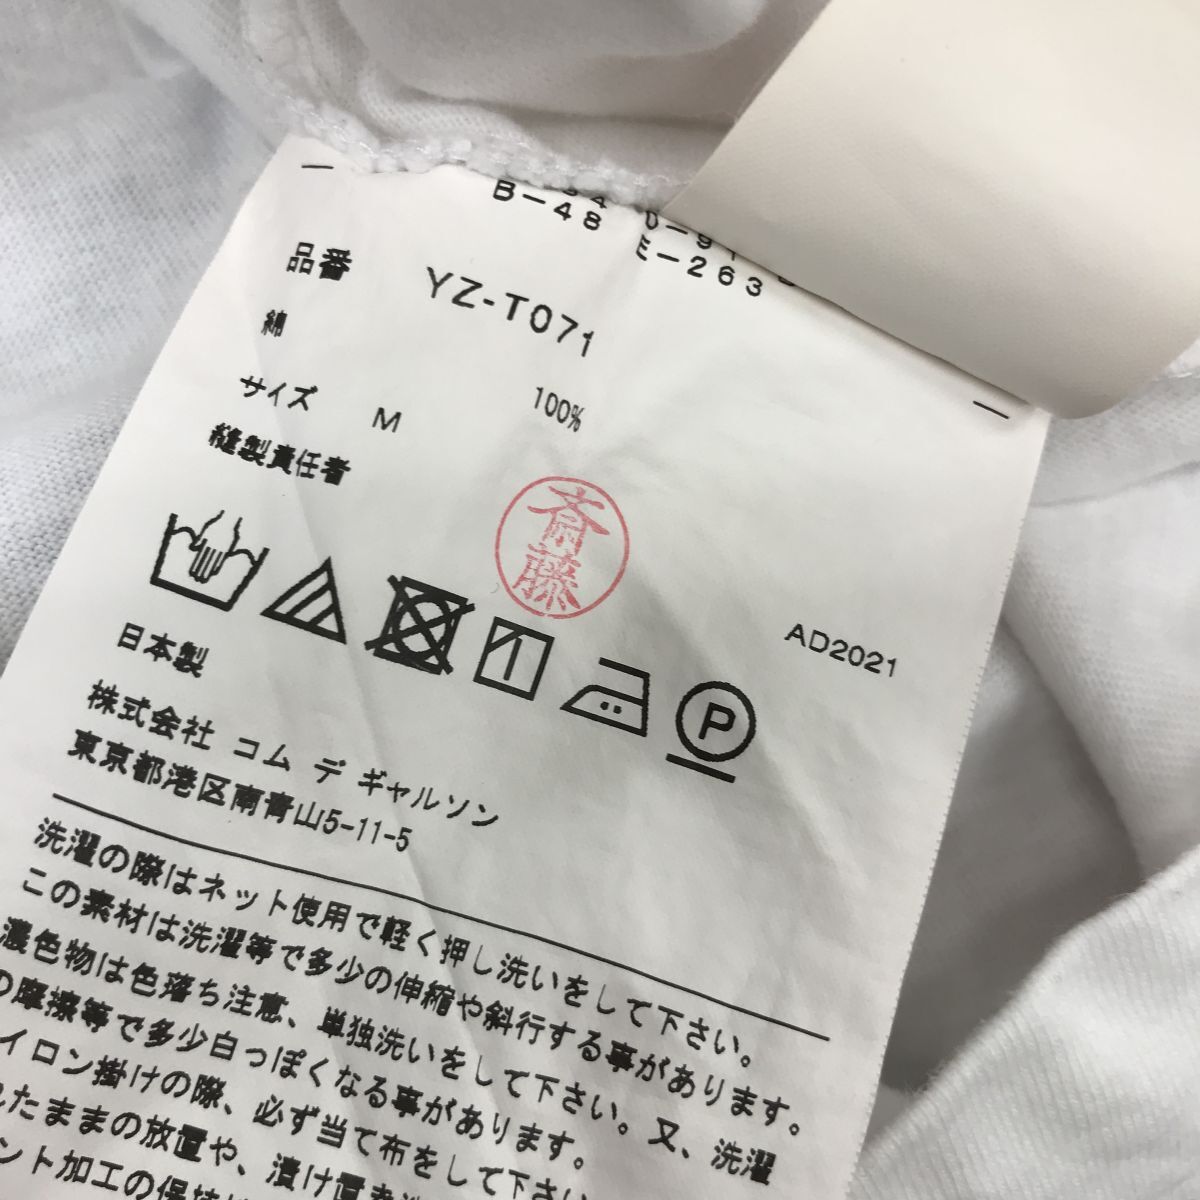 B-48
E-263
品番 YZ-T071
綿 100%
サイズ M
縫製責任者
斎藤
P
AD2021
日本製
株式会社 コム デ ギャルソン
東京都港区南青山5-11-5
洗濯の際はネット使用で軽く押し洗いをして下さい。
この素材は洗濯等で多少の伸縮や斜行する事があります。
濃色物は色落ち注意、単独洗いをして下さい。又、洗濯
の摩擦等で多少白っぽくなる事があります。
イロン掛けの際、必ず当て布をして下さい
たままの放置や、漬け置き
ント加工の